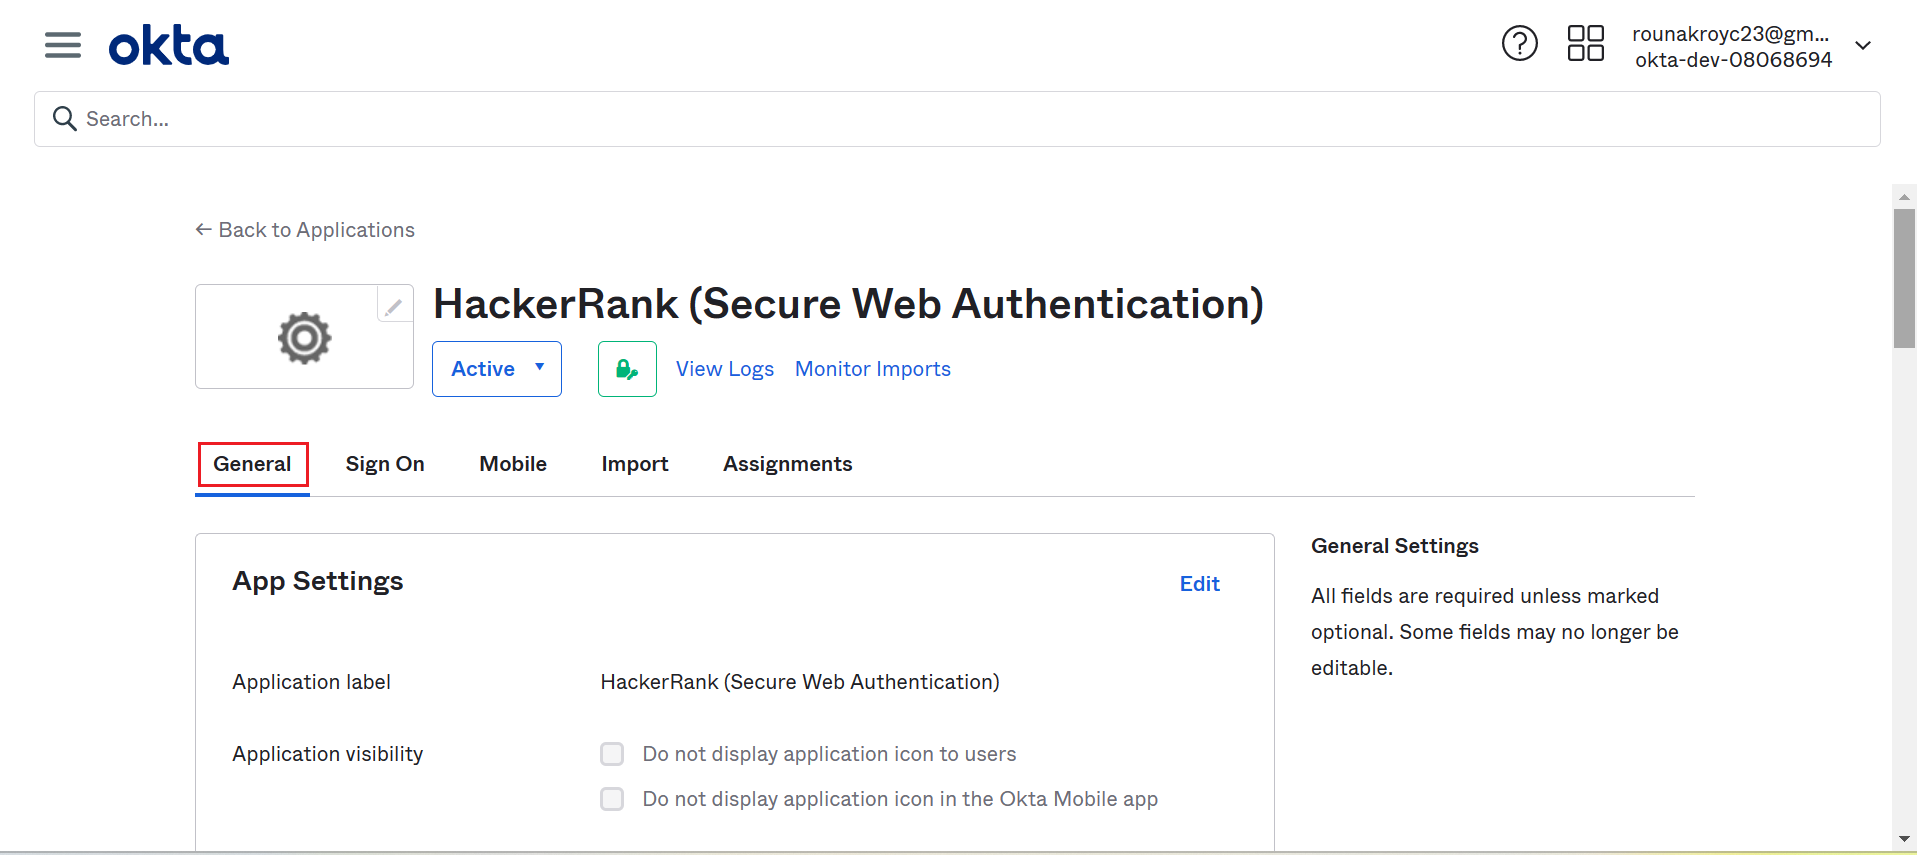 okta
rounakroyc23@gm...
okta-dev-08068694
Search...
← Back to Applications
HackerRank (Secure Web Authentication)
Active
View Logs
Monitor Imports
General
Sign On
Mobile
Import
Assignments
App Settings
Edit
Application label
HackerRank (Secure Web Authentication)
Application visibility
Do not display application icon to users
Do not display application icon in the Okta Mobile app
General Settings
All fields are required unless marked
optional. Some fields may no longer be
editable.